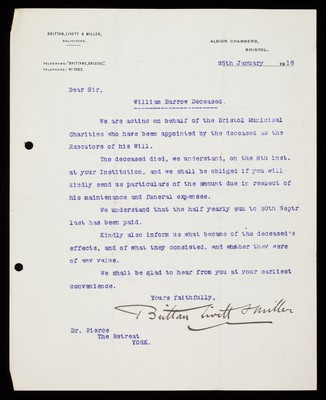 BRITTAN, LIVETT & MILLER,
SOLICITORS.
ALBION CHAMBERS,
BRISTOL.
TELEGRAMS: "BRITTANS, BRISTOL."
TELEPHONE: Nº 1862.
25th January 1916
Dear Sir,
William Barrow Deceased.
We are acting on behalf of the Bristol Municipal
Charities who have been appointed by the deceased as the
Executors of his Will.
The deceased died, we understand, on the 8th inst.
at your Institution, and we shall be obliged if you will
kindly send us particulars of the amount due in respect of
his maintenance and funeral expenses.
We understand that the half yearly sum to 30th Septr.
last has been paid.
Kindly also inform us what became of the deceased's
effects, and of what they consisted, and whether they were
of any value.
We shall be glad to hear from you at your earliest
convenience.
Yours faithfully,
Brittan Livett & Miller
Dr. Pierce
The Retreat
YORK.